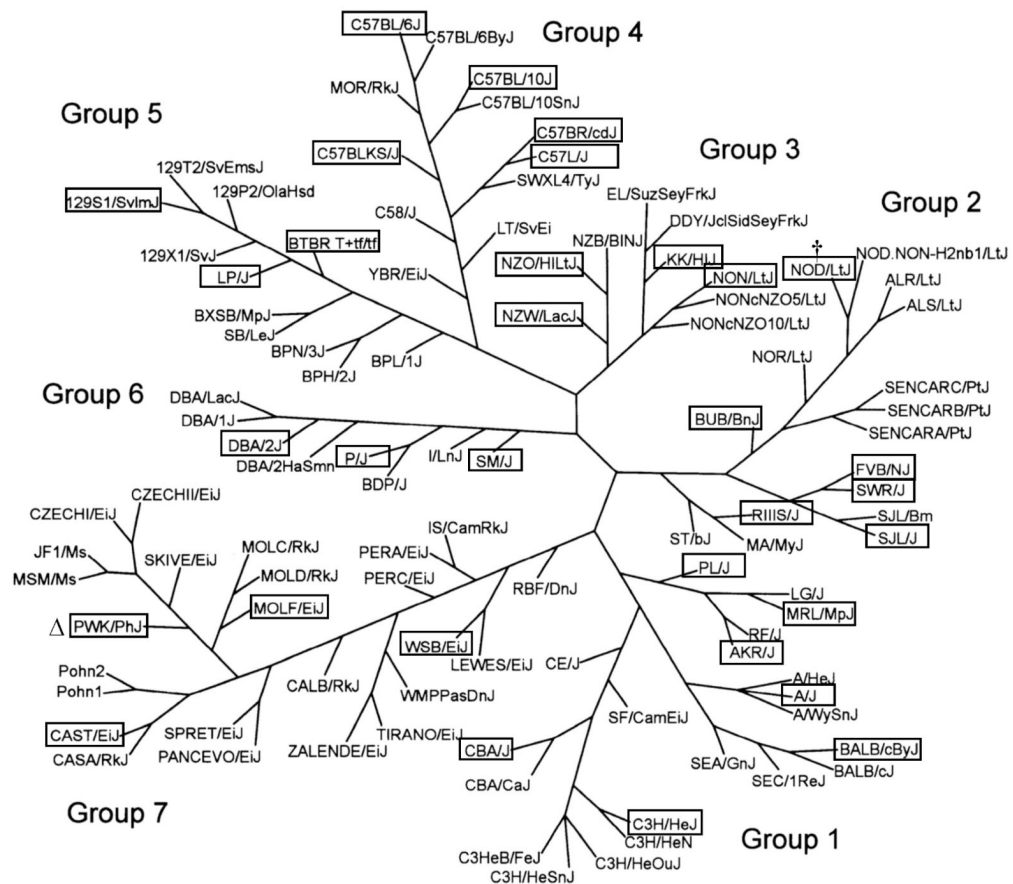 Group 4
C57BL/6J
C57BL/6ByJ
MOR/RkJ
C57BL/10J
C57BL/10SnJ
C57BLKS/J
C57BR/cdJ
C57L/J
SWXL4/TyJ
C58/J
LT/SvEi
YBR/EiJ
Group 5
129T2/SvEmsJ
129S1/SvImJ
129P2/OlaHsd
129X1/SvJ
BTBR T+tf/tf
LP/J
BXSB/MpJ
SB/LeJ
BPN/3J
BPH/2J
BPL/1J
Group 3
EL/SuzSeyFrkJ
DDY/JclSidSeyFrkJ
NZB/BINJ
NZO/HILtJ
KK/HIJ
NON/LtJ
NZW/LacJ
NONcNZO5/LtJ
NONcNZO10/LtJ
Group 2
†
NOD/LtJ
NOD.NON-H2nb1/LtJ
ALR/LtJ
ALS/LtJ
NOR/LtJ
SENCARC/PtJ
SENCARB/PtJ
SENCARA/PtJ
BUB/BnJ
FVB/NJ
SWR/J
SJL/Bm
SJL/J
RIIIS/J
ST/bJ
MA/MyJ
Group 6
DBA/LacJ
DBA/1J
DBA/2J
DBA/2HaSmn
P/J
BDP/J
I/LnJ
SM/J
CZECHII/EiJ
CZECHI/EiJ
JF1/Ms
MSM/Ms
SKIVE/EiJ
MOLC/RkJ
MOLD/RkJ
MOLF/EiJ
Δ PWK/PhJ
Pohn2
Pohn1
CAST/EiJ
CASA/RkJ
SPRET/EiJ
PANCEVO/EiJ
CALB/RkJ
ZALENDE/EiJ
TIRANO/EiJ
WMPPasDnJ
IS/CamRkJ
PERA/EiJ
PERC/EiJ
RBF/DnJ
WSB/EiJ
LEWES/EiJ
Group 7
PL/J
LG/J
MRL/MpJ
RF/J
AKR/J
CE/J
SF/CamEiJ
A/HeJ
A/J
A/WySnJ
CBA/J
CBA/CaJ
SEA/GnJ
SEC/1ReJ
BALB/cByJ
BALB/cJ
C3H/HeJ
C3H/HeN
C3HeB/FeJ
C3H/HeOuJ
C3H/HeSnJ
Group 1